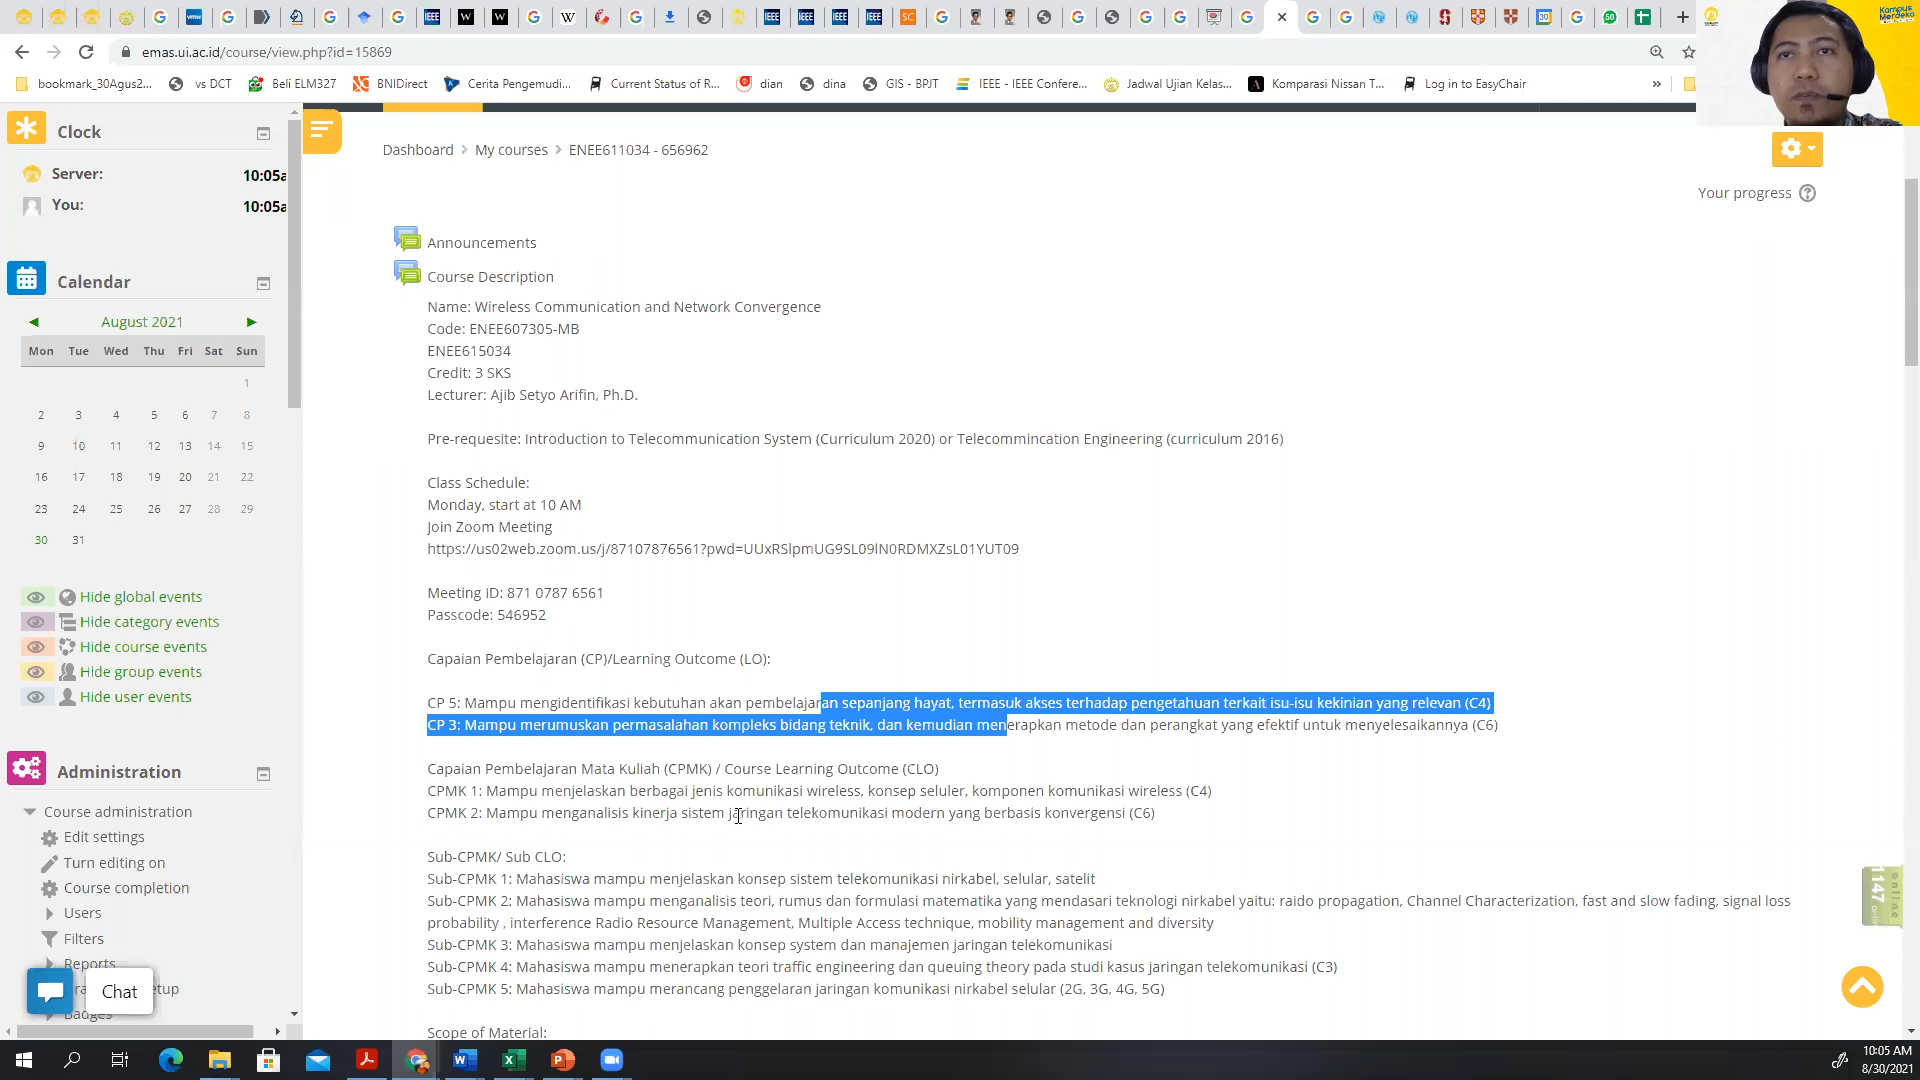 emas.ui.ac.id/course/view.php?id=15869
bookmark_30Agus2... vs DCT Beli ELM327 BNIDirect Cerita Pengemudi... Current Status of R... dian dina GIS - BPJT IEEE - IEEE Confere... Jadwal Ujian Kelas... Komparasi Nissan T... Log in to EasyChair »
Kampus Merdeka
Clock
Server: 10:05a
You: 10:05a
Calendar
August 2021
Mon Tue Wed Thu Fri Sat Sun
1
2 3 4 5 6 7 8
9 10 11 12 13 14 15
16 17 18 19 20 21 22
23 24 25 26 27 28 29
30 31
Hide global events
Hide category events
Hide course events
Hide group events
Hide user events
Administration
Course administration
Edit settings
Turn editing on
Course completion
Users
Filters
Reports
etup
Badges
Chat
Dashboard > My courses > ENEE611034 - 656962
Your progress
Announcements
Course Description
Name: Wireless Communication and Network Convergence
Code: ENEE607305-MB
ENEE615034
Credit: 3 SKS
Lecturer: Ajib Setyo Arifin, Ph.D.
Pre-requesite: Introduction to Telecommunication System (Curriculum 2020) or Telecommincation Engineering (curriculum 2016)
Class Schedule:
Monday, start at 10 AM
Join Zoom Meeting
https://us02web.zoom.us/j/87107876561?pwd=UUxRSlpmUG9SL09lN0RDMXZsL01YUT09
Meeting ID: 871 0787 6561
Passcode: 546952
Capaian Pembelajaran (CP)/Learning Outcome (LO):
CP 5: Mampu mengidentifikasi kebutuhan akan pembelajaran sepanjang hayat, termasuk akses terhadap pengetahuan terkait isu-isu kekinian yang relevan (C4)
CP 3: Mampu merumuskan permasalahan kompleks bidang teknik, dan kemudian menerapkan metode dan perangkat yang efektif untuk menyelesaikannya (C6)
Capaian Pembelajaran Mata Kuliah (CPMK) / Course Learning Outcome (CLO)
CPMK 1: Mampu menjelaskan berbagai jenis komunikasi wireless, konsep seluler, komponen komunikasi wireless (C4)
CPMK 2: Mampu menganalisis kinerja sistem jaringan telekomunikasi modern yang berbasis konvergensi (C6)
Sub-CPMK/ Sub CLO:
Sub-CPMK 1: Mahasiswa mampu menjelaskan konsep sistem telekomunikasi nirkabel, selular, satelit
Sub-CPMK 2: Mahasiswa mampu menganalisis teori, rumus dan formulasi matematika yang mendasari teknologi nirkabel yaitu: raido propagation, Channel Characterization, fast and slow fading, signal loss
probability , interference Radio Resource Management, Multiple Access technique, mobility management and diversity
Sub-CPMK 3: Mahasiswa mampu menjelaskan konsep system dan manajemen jaringan telekomunikasi
Sub-CPMK 4: Mahasiswa mampu menerapkan teori traffic engineering dan queuing theory pada studi kasus jaringan telekomunikasi (C3)
Sub-CPMK 5: Mahasiswa mampu merancang penggelaran jaringan komunikasi nirkabel selular (2G, 3G, 4G, 5G)
Scope of Material:
1147 online
10:05 AM
8/30/2021